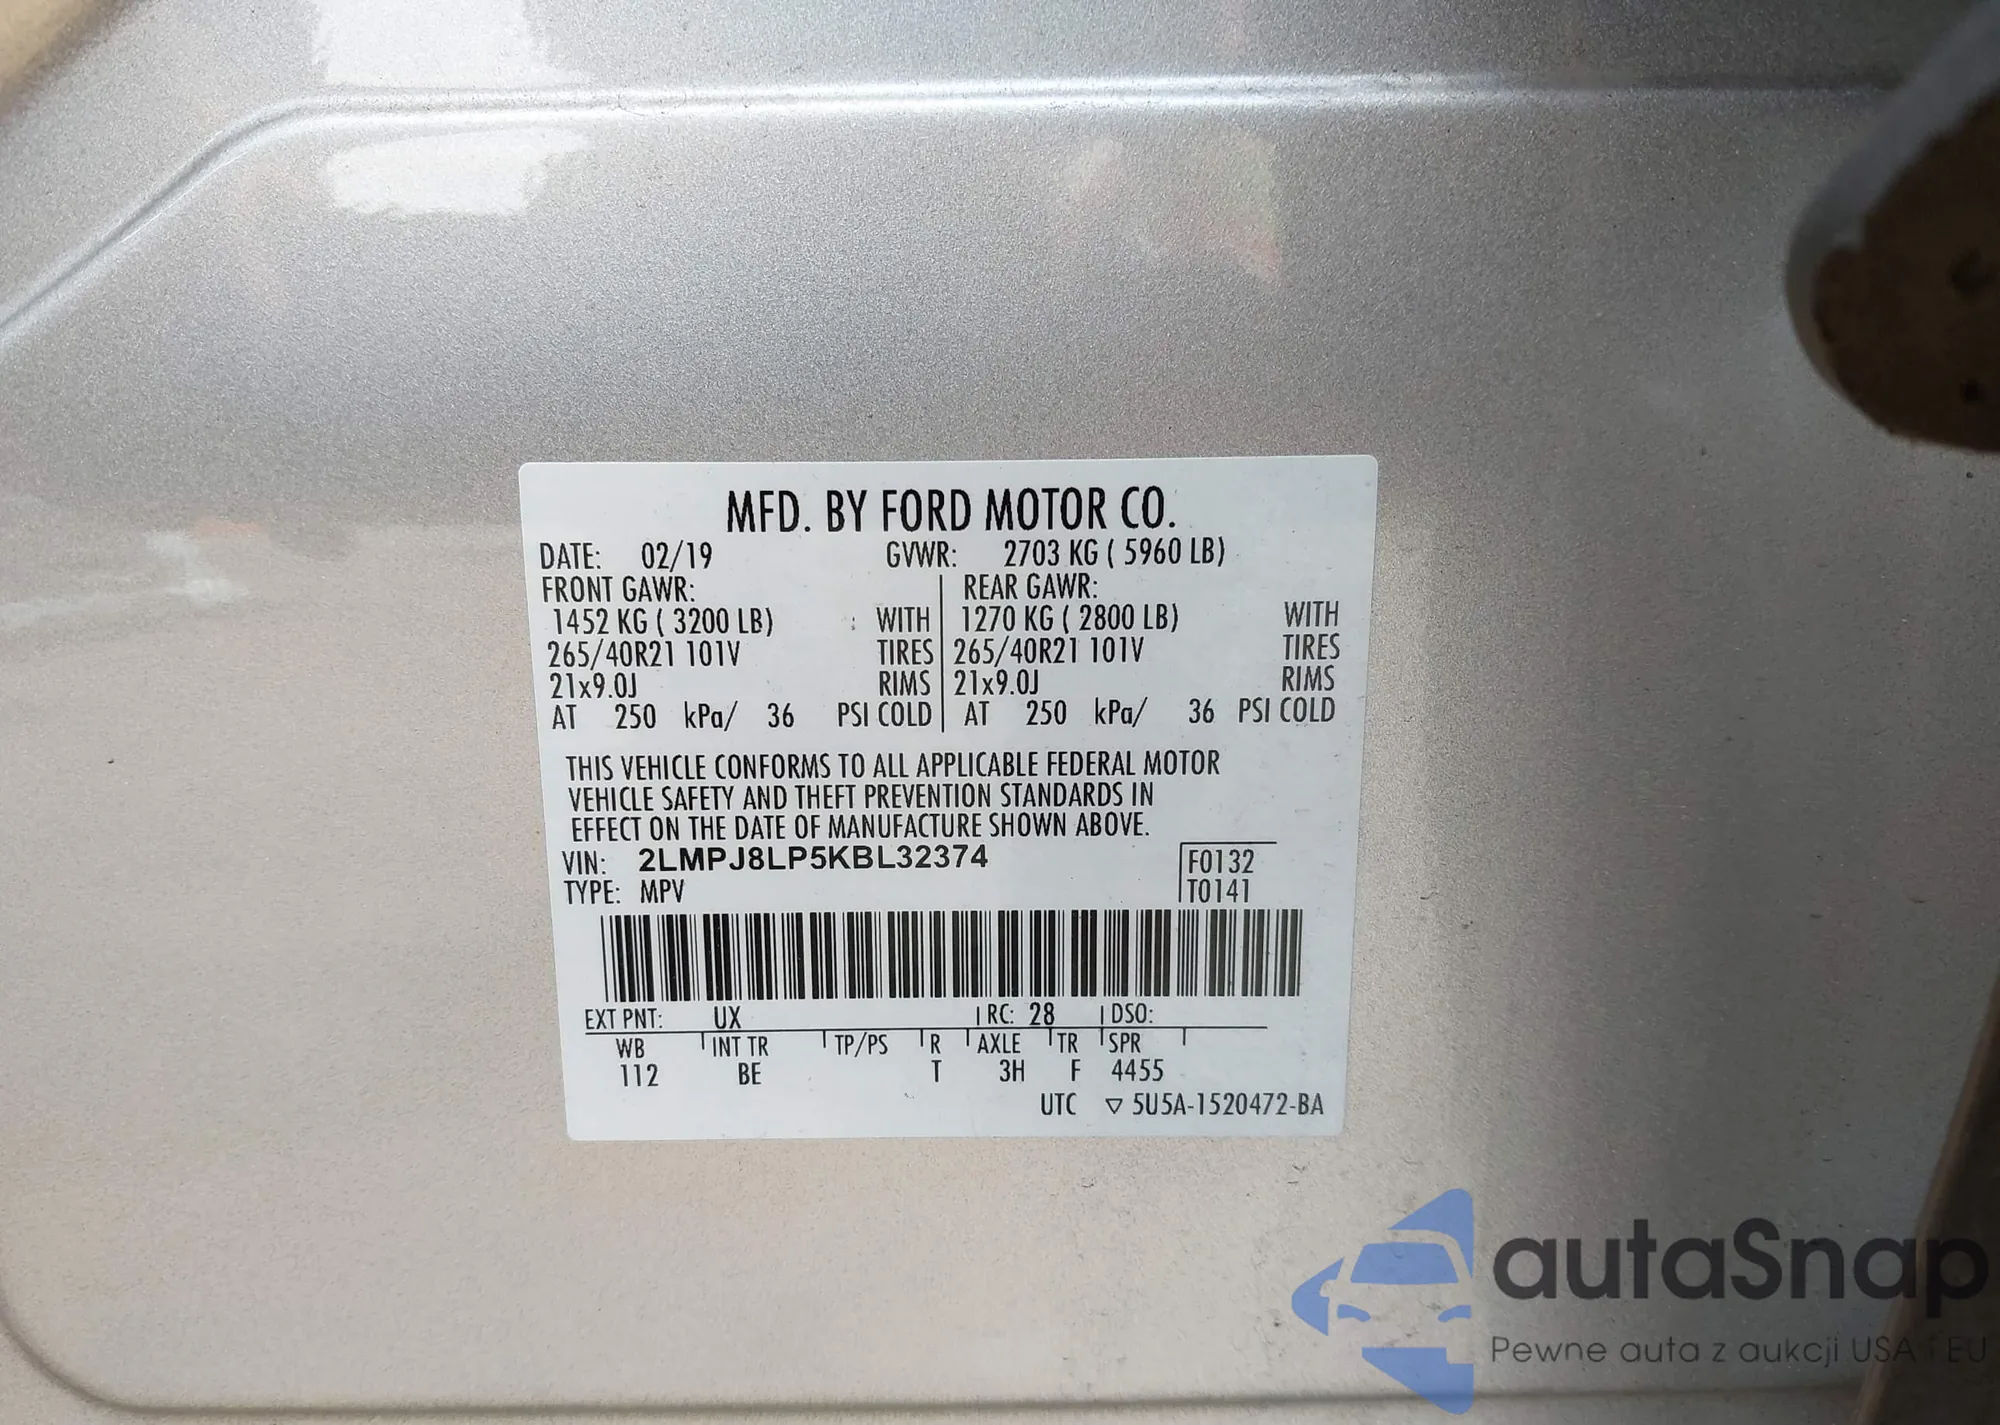 MFD. BY FORD MOTOR CO.
DATE: 02/19 GVWR: 2703 KG ( 5960 LB)
FRONT GAWR: REAR GAWR:
1452 KG ( 3200 LB) WITH 1270 KG ( 2800 LB) WITH
265/40R21 101V TIRES 265/40R21 101V TIRES
21x9.0J RIMS 21x9.0J RIMS
AT 250 kPa/ 36 PSI COLD AT 250 kPa/ 36 PSI COLD
THIS VEHICLE CONFORMS TO ALL APPLICABLE FEDERAL MOTOR
VEHICLE SAFETY AND THEFT PREVENTION STANDARDS IN
EFFECT ON THE DATE OF MANUFACTURE SHOWN ABOVE.
VIN: 2LMPJ8LP5KBL32374 F0132
TYPE: MPV T0141
EXT PNT: UX RC: 28 DSO:
WB INT TR TP/PS R AXLE TR SPR
112 BE T 3H F 4455
UTC ▽ 5U5A-1520472-BA
autaSnap
Pewne auta z aukcji USA i EU